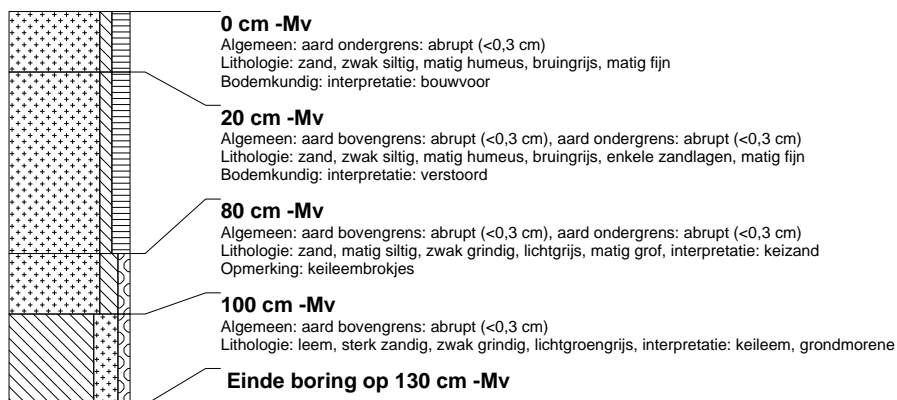 0 cm -Mv
Algemeen: aard ondergrens: abrupt (<0,3 cm)
Lithologie: zand, zwak siltig, matig humeus, bruingrijs, matig fijn
Bodemkundig: interpretatie: bouwvoor
20 cm -Mv
Algemeen: aard bovengrens: abrupt (<0,3 cm), aard ondergrens: abrupt (<0,3 cm)
Lithologie: zand, zwak siltig, matig humeus, bruingrijs, enkele zandlagen, matig fijn
Bodemkundig: interpretatie: verstoord
80 cm -Mv
Algemeen: aard bovengrens: abrupt (<0,3 cm), aard ondergrens: abrupt (<0,3 cm)
Lithologie: zand, matig siltig, zwak grindig, lichtgrijs, matig grof, interpretatie: keizand
Opmerking: keileembrokjes
100 cm -Mv
Algemeen: aard bovengrens: abrupt (<0,3 cm)
Lithologie: leem, sterk zandig, zwak grindig, lichtgroengrijs, interpretatie: keileem, grondmorene
Einde boring op 130 cm -Mv